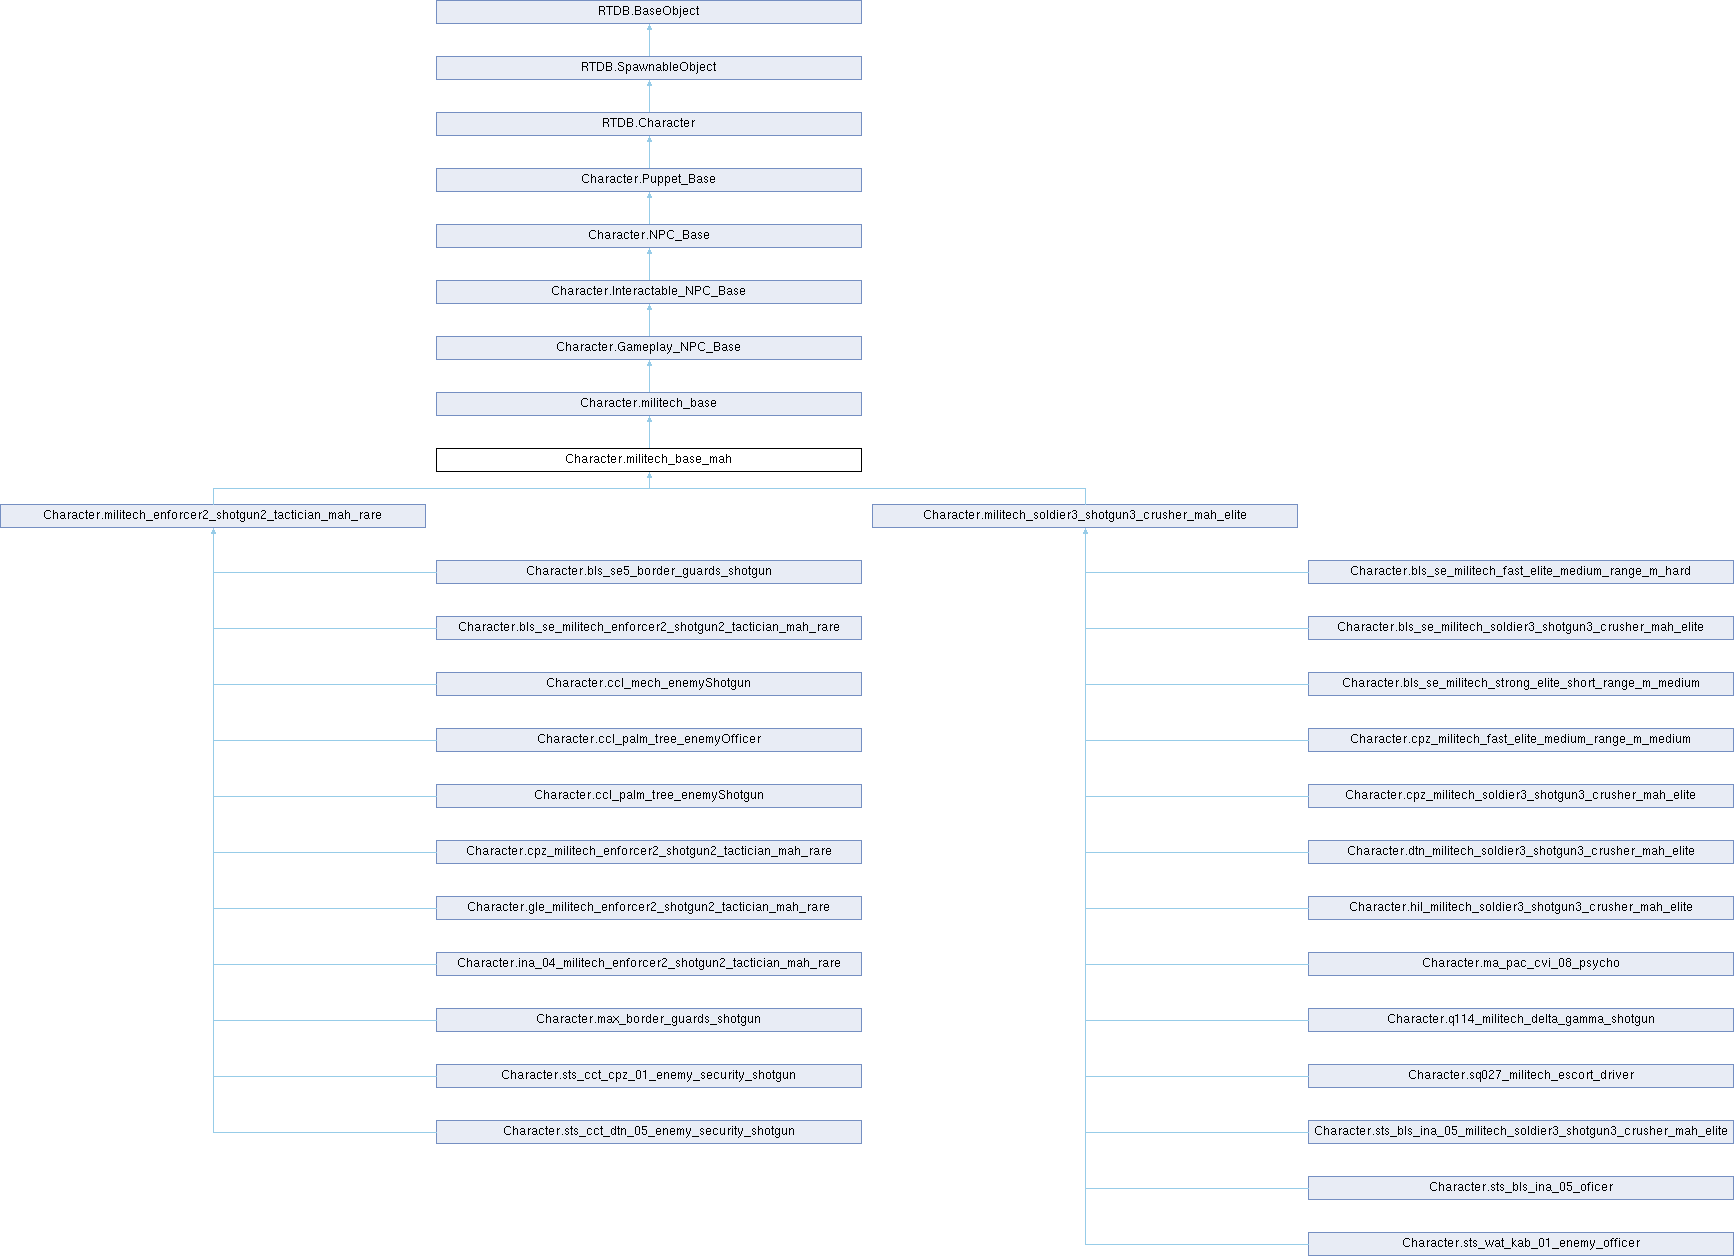 RTDB.BaseObject
RTDB.SpawnableObject
RTDB.Character
Character.Puppet_Base
Character.NPC_Base
Character.Interactable_NPC_Base
Character.Gameplay_NPC_Base
Character.militech_base
Character.militech_base_mah
Character.militech_enforcer2_shotgun2_tactician_mah_rare
Character.militech_soldier3_shotgun3_crusher_mah_elite
Character.bls_se5_border_guards_shotgun
Character.bls_se_militech_fast_elite_medium_range_m_hard
Character.bls_se_militech_enforcer2_shotgun2_tactician_mah_rare
Character.bls_se_militech_soldier3_shotgun3_crusher_mah_elite
Character.ccl_mech_enemyShotgun
Character.bls_se_militech_strong_elite_short_range_m_medium
Character.ccl_palm_tree_enemyOfficer
Character.cpz_militech_fast_elite_medium_range_m_medium
Character.ccl_palm_tree_enemyShotgun
Character.cpz_militech_soldier3_shotgun3_crusher_mah_elite
Character.cpz_militech_enforcer2_shotgun2_tactician_mah_rare
Character.dtn_militech_soldier3_shotgun3_crusher_mah_elite
Character.gle_militech_enforcer2_shotgun2_tactician_mah_rare
Character.hil_militech_soldier3_shotgun3_crusher_mah_elite
Character.ina_04_militech_enforcer2_shotgun2_tactician_mah_rare
Character.ma_pac_cvi_08_psycho
Character.max_border_guards_shotgun
Character.q114_militech_delta_gamma_shotgun
Character.sts_cct_cpz_01_enemy_security_shotgun
Character.sq027_militech_escort_driver
Character.sts_cct_dtn_05_enemy_security_shotgun
Character.sts_bls_ina_05_militech_soldier3_shotgun3_crusher_mah_elite
Character.sts_bls_ina_05_oficer
Character.sts_wat_kab_01_enemy_officer